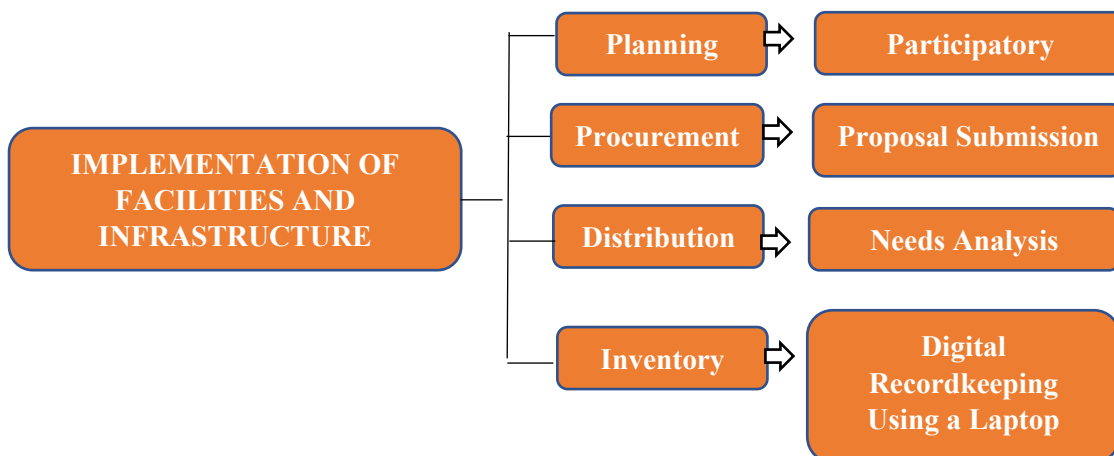 IMPLEMENTATION OF
FACILITIES AND
INFRASTRUCTURE
Planning
Participatory
Procurement
Proposal Submission
Distribution
Needs Analysis
Inventory
Digital
Recordkeeping
Using a Laptop